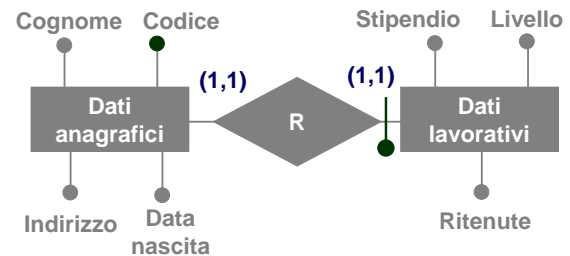 Cognome Codice
Stipendio Livello
(1,1)
(1,1)
Dati
anagrafici
R
Dati
lavorativi
Indirizzo
Data
nascita
Ritenute